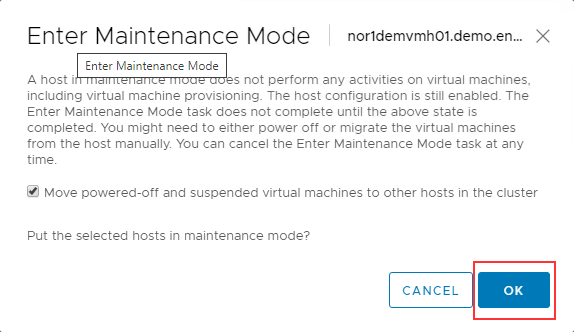 Enter Maintenance Mode
nor1demvmh01.demo.en...
Enter Maintenance Mode
A host in maintenance mode does not perform any activities on virtual machines,
including virtual machine provisioning. The host configuration is still enabled. The
Enter Maintenance Mode task does not complete until the above state is
completed. You might need to either power off or migrate the virtual machines
from the host manually. You can cancel the Enter Maintenance Mode task at any
time.
Move powered-off and suspended virtual machines to other hosts in the cluster
Put the selected hosts in maintenance mode?
CANCEL
OK